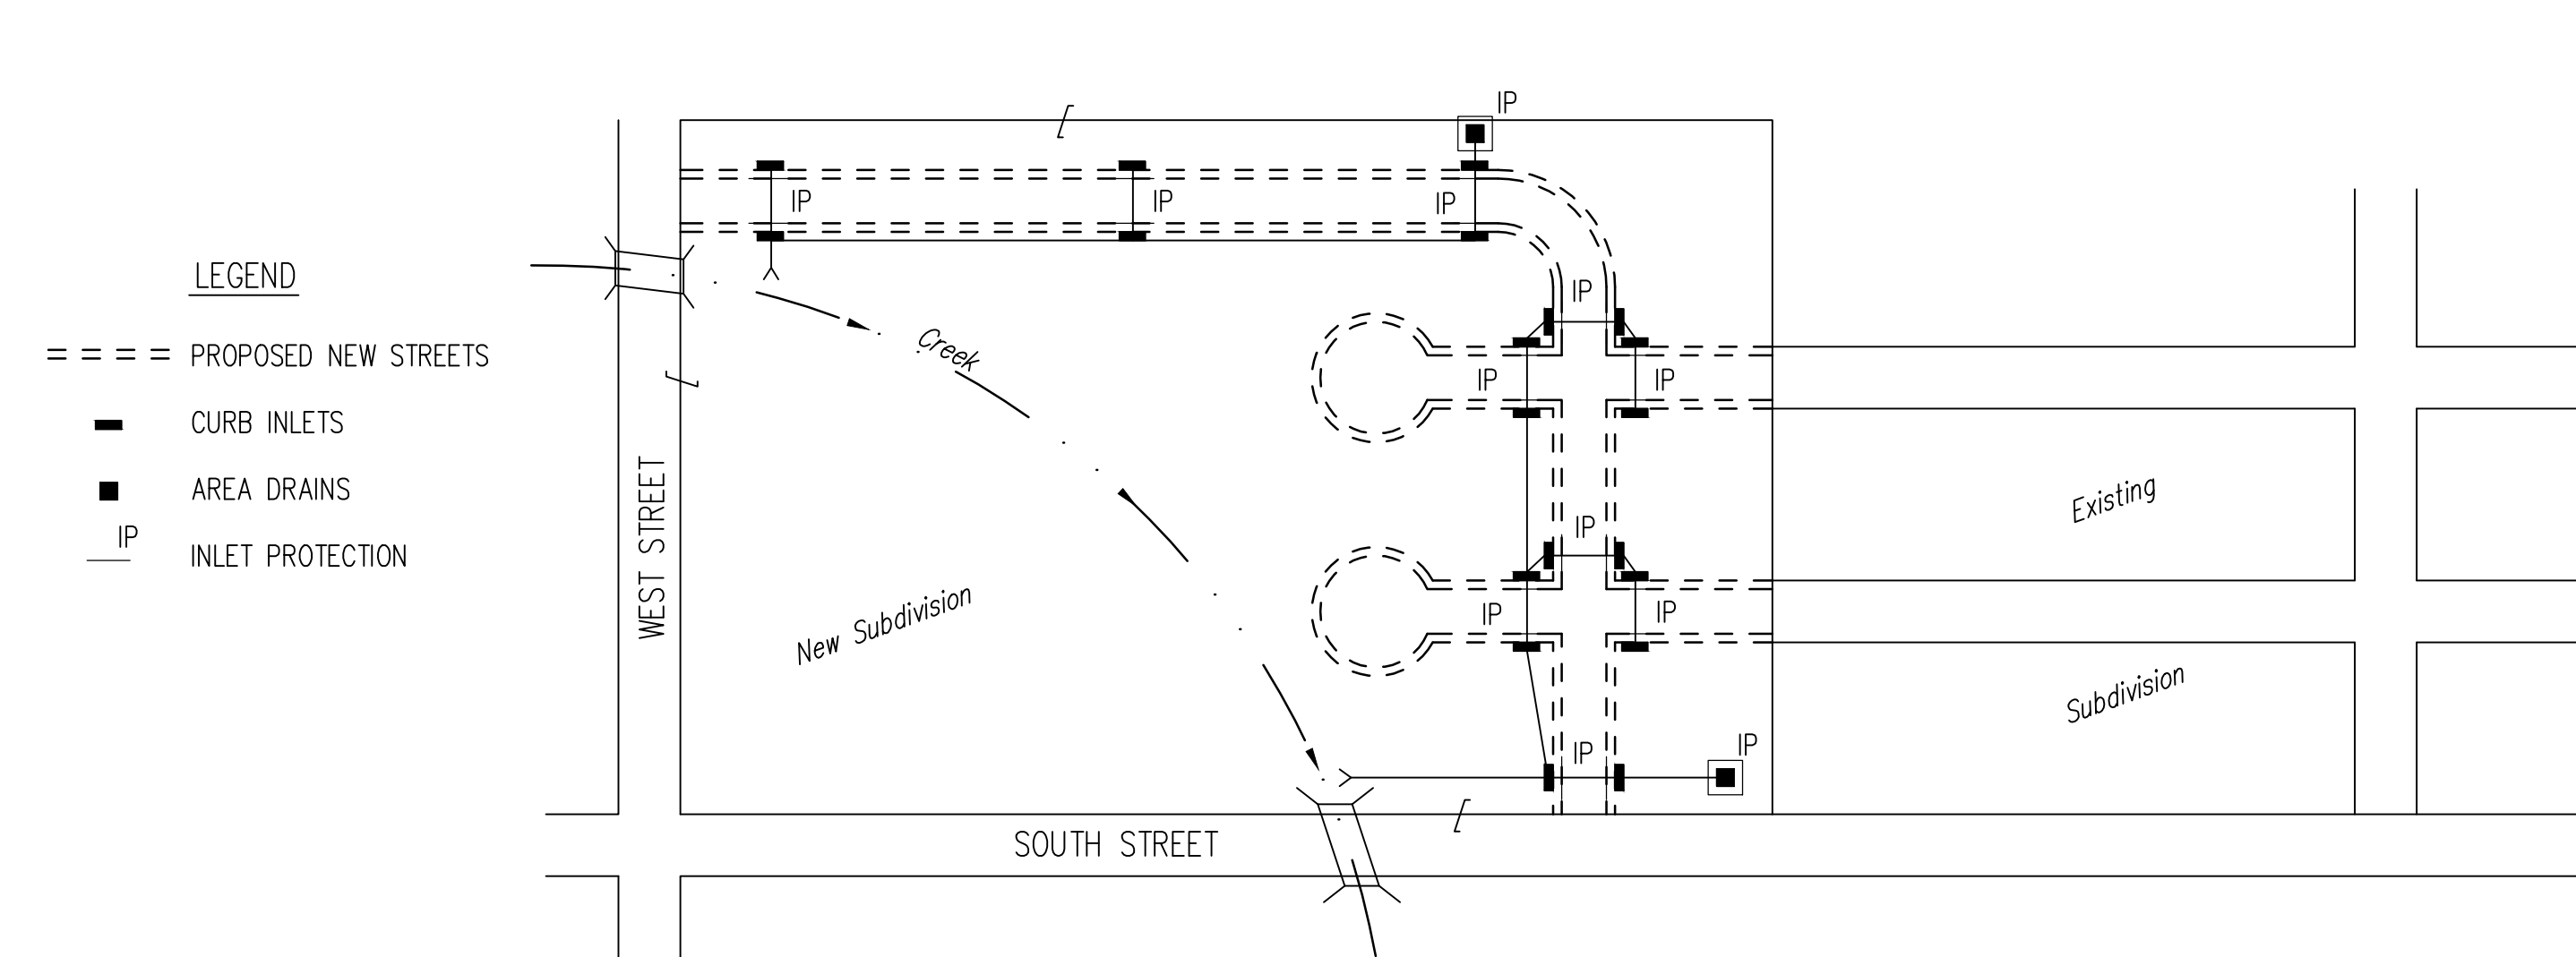 IP
IP
IP
IP
LEGEND
IP
PROPOSED NEW STREETS
Creek
IP
IP
CURB INLETS
WEST STREET
AREA DRAINS
Existing
IP
IP
INLET PROTECTION
New Subdivision
IP
IP
Subdivision
IP
IP
SOUTH STREET